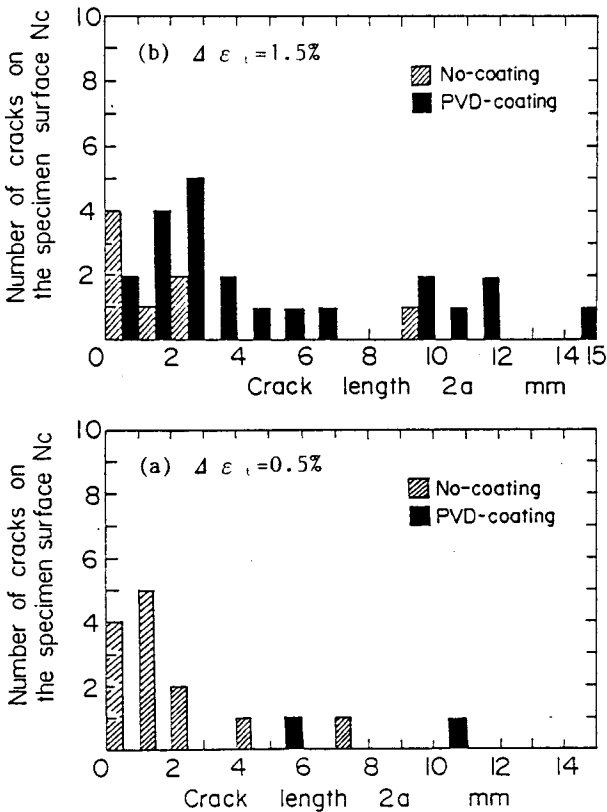 10
8
6
4
2
0
Number of cracks on
the specimen surface Nc
(b) Δ ε t=1.5%
No-coating
PVD-coating
0 2 4 6 8 10 12 14 15
Crack length 2a mm
10
8
6
4
2
Number of cracks on
the specimen surface Nc
(a) Δ ε t=0.5%
No-coating
PVD-coating
0 2 4 6 8 10 12 14
Crack length 2a mm